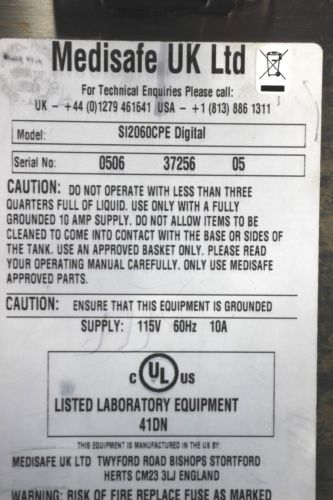 Medisafe UK Ltd
For Technical Enquiries Please call:
UK - +44 (0)1279 461641 USA - +1 (813) 886 1311
Model: SI2060CPE Digital
Serial No: 0506 37256 05
CAUTION: DO NOT OPERATE WITH LESS THAN THREE
QUARTERS FULL OF LIQUID. USE ONLY WITH A FULLY
GROUNDED 10 AMP SUPPLY. DO NOT ALLOW ITEMS TO BE
CLEANED TO COME INTO CONTACT WITH THE BASE OR SIDES OF
THE TANK. USE AN APPROVED BASKET ONLY. PLEASE READ
YOUR OPERATING MANUAL CAREFULLY. ONLY USE MEDISAFE
APPROVED PARTS.
CAUTION: ENSURE THAT THIS EQUIPMENT IS GROUNDED
SUPPLY: 115V 60Hz 10A
C UL US
LISTED LABORATORY EQUIPMENT
41DN
THIS EQUIPMENT IS MANUFACTURED IN THE UK BY:
MEDISAFE UK LTD TWYFORD ROAD BISHOPS STORTFORD
HERTS CM23 3LJ ENGLAND
WARNING: RISK OF FIRE REPLACE FUSE AS MARKED